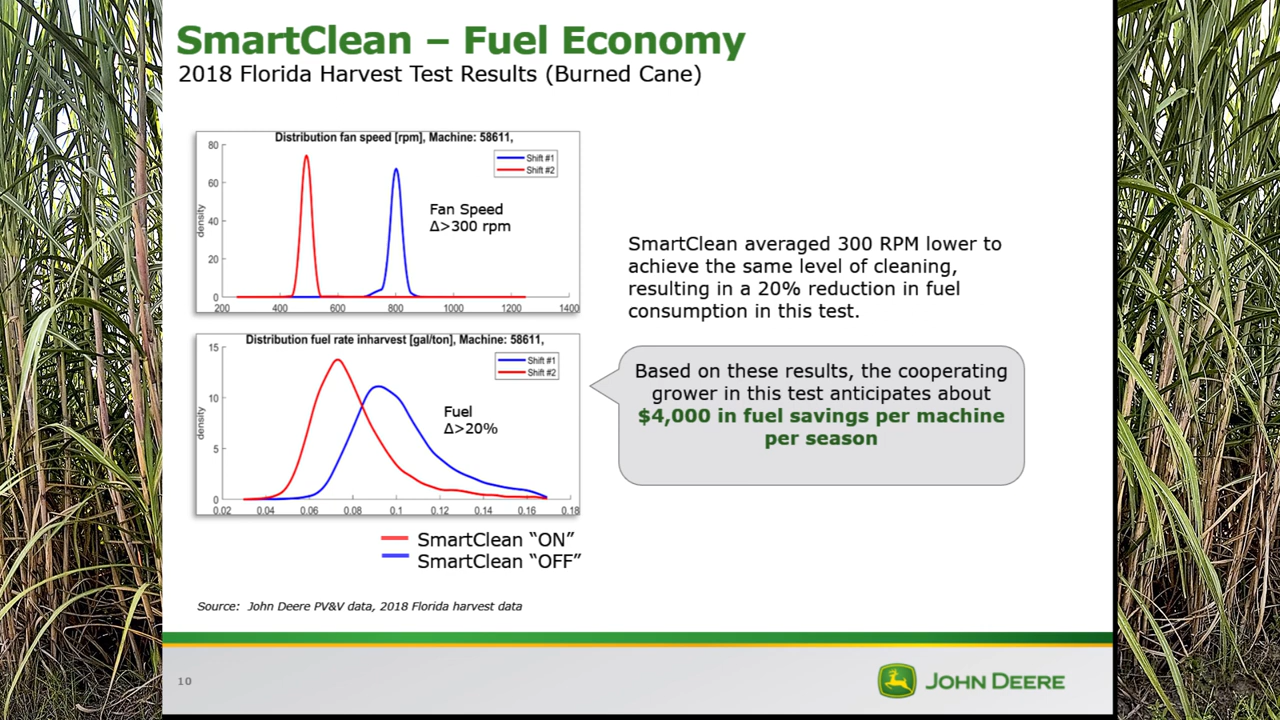 SmartClean – Fuel Economy
2018 Florida Harvest Test Results (Burned Cane)
Distribution fan speed [rpm], Machine: 58611,
80
60
40
20
0
density
Shift #1
Shift #2
Fan Speed
Δ>300 rpm
200 400 600 800 1000 1200 1400
Distribution fuel rate inharvest [gal/ton], Machine: 58611,
15
10
5
0
density
Shift #1
Shift #2
Fuel
Δ>20%
0.02 0.04 0.06 0.08 0.1 0.12 0.14 0.16 0.18
SmartClean “ON”
SmartClean “OFF”
SmartClean averaged 300 RPM lower to
achieve the same level of cleaning,
resulting in a 20% reduction in fuel
consumption in this test.
Based on these results, the cooperating
grower in this test anticipates about
$4,000 in fuel savings per machine
per season
Source: John Deere PV&V data, 2018 Florida harvest data
10
JOHN DEERE